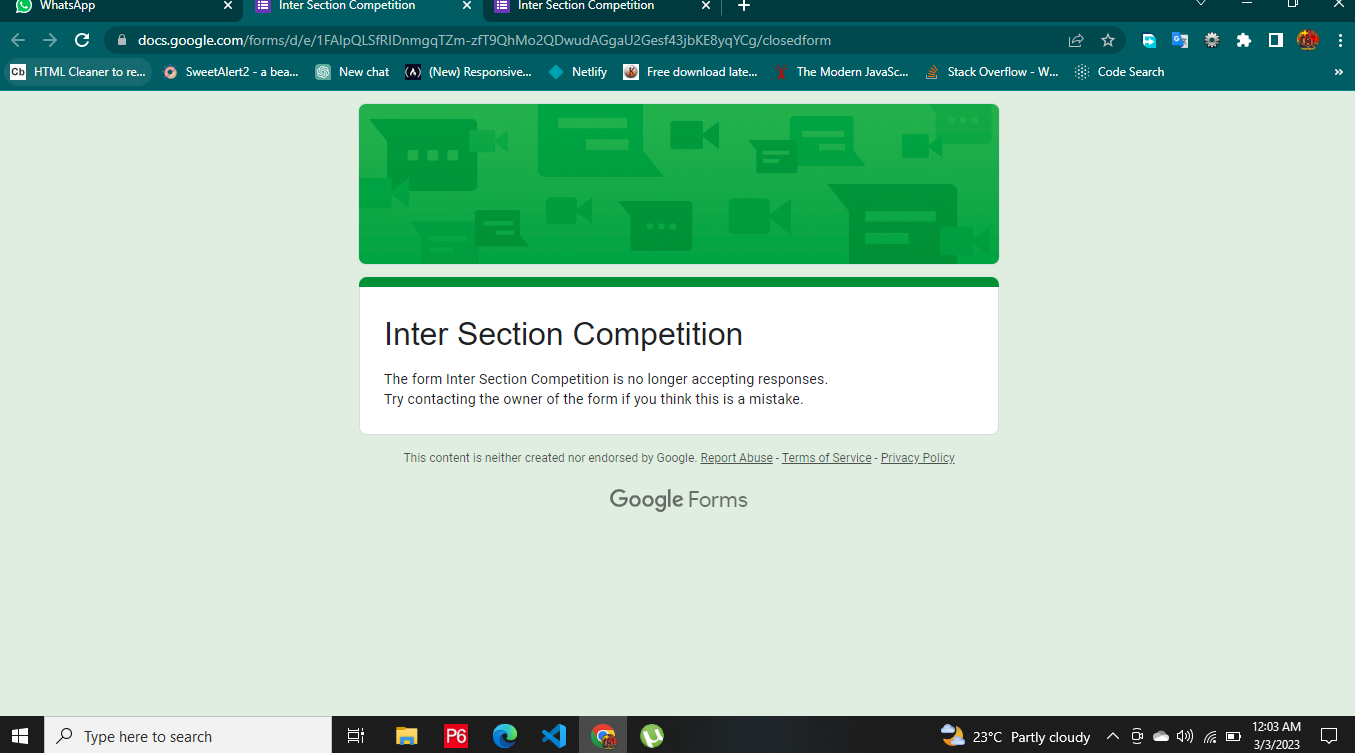 WhatsApp
Inter Section Competition
Inter Section Competition
docs.google.com/forms/d/e/1FAIpQLSfRIDnmgqTZm-zfT9QhMo2QDwudAGgaU2Gesf43jbKE8yqYCg/closedform
Cb HTML Cleaner to re... SweetAlert2 - a bea... New chat (New) Responsive... Netlify Free download late... The Modern JavaSc... Stack Overflow - W... Code Search »
Inter Section Competition
The form Inter Section Competition is no longer accepting responses.
Try contacting the owner of the form if you think this is a mistake.
This content is neither created nor endorsed by Google. Report Abuse - Terms of Service - Privacy Policy
Google Forms
Type here to search
P6
23°C Partly cloudy
12:03 AM
3/3/2023